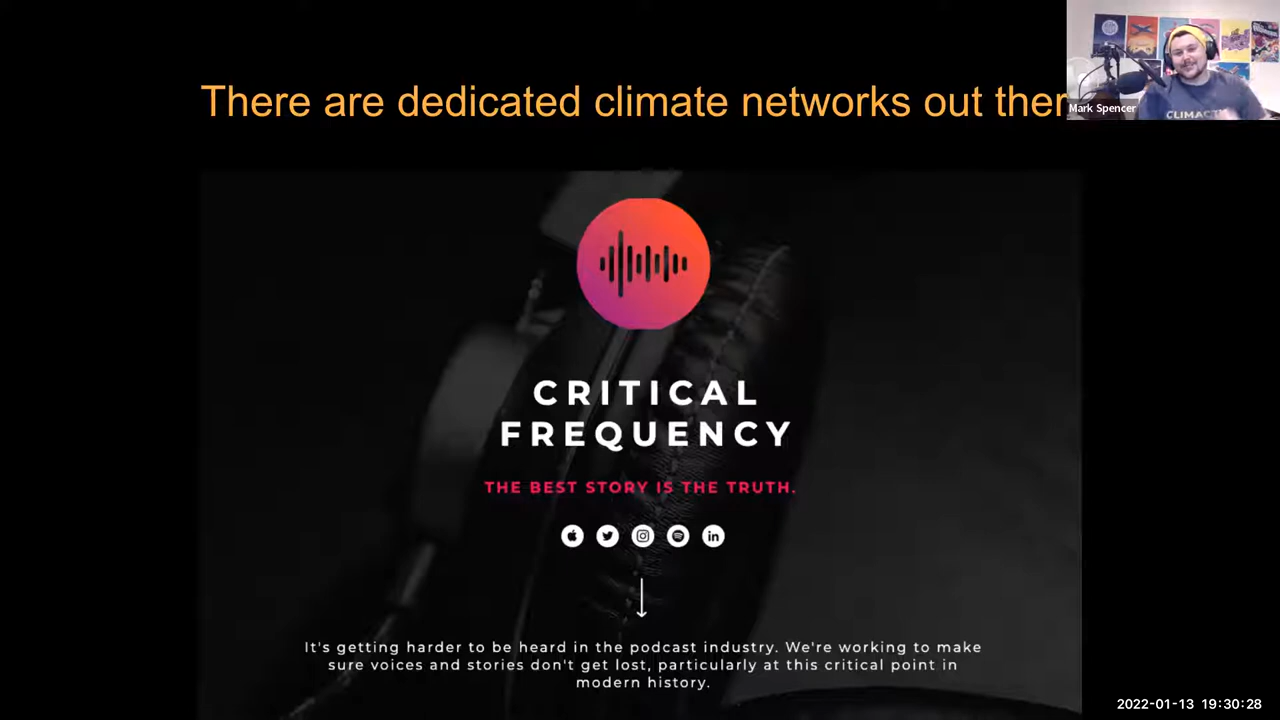 There are dedicated climate networks out ther
Mark Spencer
CLIMACT
CRITICAL
FREQUENCY
THE BEST STORY IS THE TRUTH.
in
It's getting harder to be heard in the podcast industry. We're working to make
sure voices and stories don't get lost, particularly at this critical point in
modern history.
2022-01-13 19:30:28